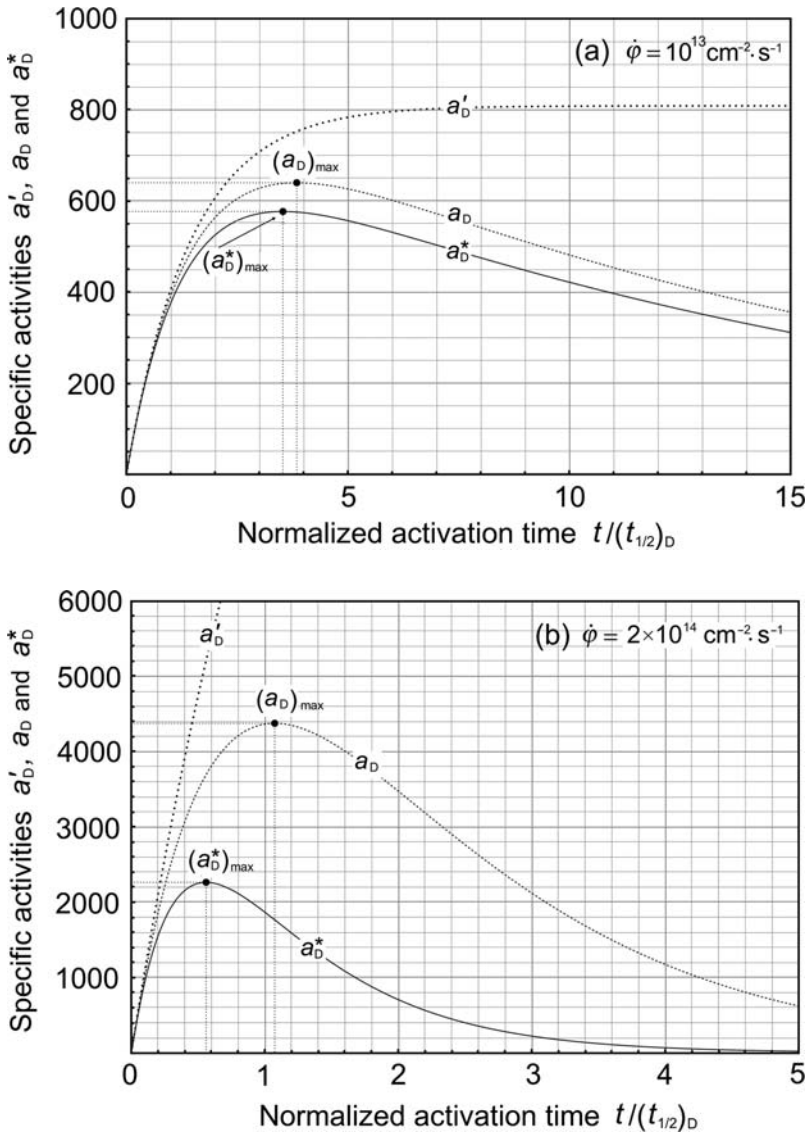 1000
(a) φ̇ = 10¹³ cm⁻²· s⁻¹
800
a′D
(aD)max
600
aD
a*D
(a*D)max
400
200
0
5
10
15
Specific activities a′D, aD and a*D
Normalized activation time t/(t1/2)D
6000
a′D
(b) φ̇ = 2×10¹⁴ cm⁻²· s⁻¹
5000
(aD)max
4000
aD
3000
(a*D)max
2000
a*D
1000
0
1
2
3
4
5
Specific activities a′D, aD and a*D
Normalized activation time t/(t1/2)D